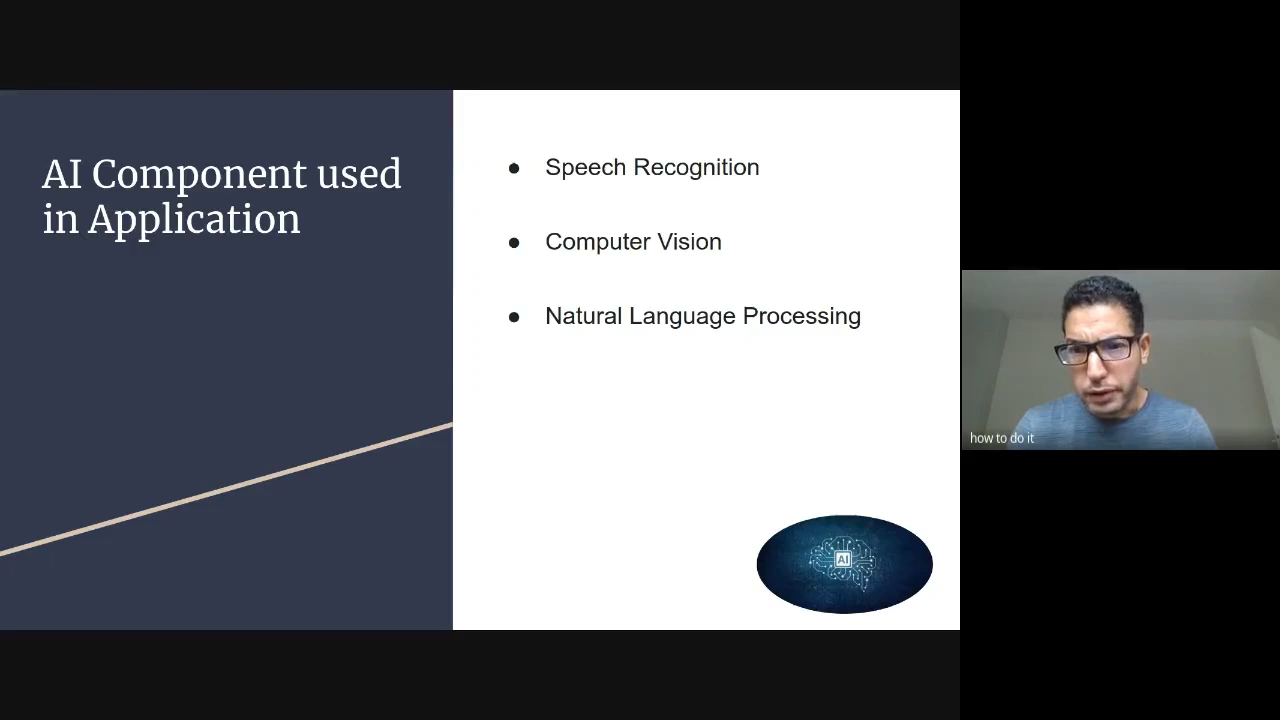 AI Component used
in Application
● Speech Recognition
● Computer Vision
● Natural Language Processing
AI
how to do it